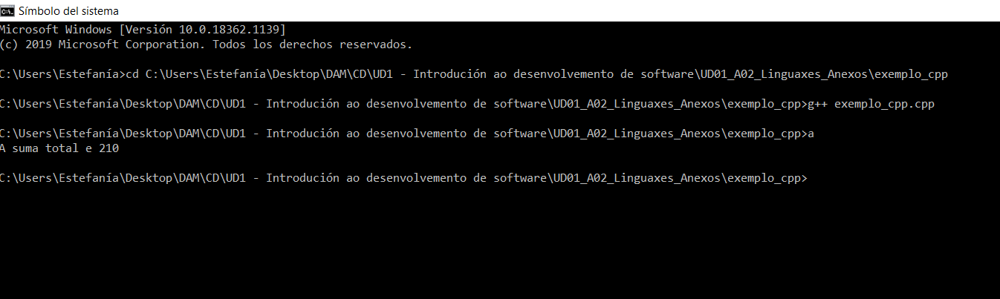 Símbolo del sistema
Microsoft Windows [Versión 10.0.18362.1139]
(c) 2019 Microsoft Corporation. Todos los derechos reservados.
C:\Users\Estefanía>cd C:\Users\Estefanía\Desktop\DAM\CD\UD1 - Introdución ao desenvolvemento de software\UD01_A02_Linguaxes_Anexos\exemplo_cpp
C:\Users\Estefanía\Desktop\DAM\CD\UD1 - Introdución ao desenvolvemento de software\UD01_A02_Linguaxes_Anexos\exemplo_cpp>g++ exemplo_cpp.cpp
C:\Users\Estefanía\Desktop\DAM\CD\UD1 - Introdución ao desenvolvemento de software\UD01_A02_Linguaxes_Anexos\exemplo_cpp>a
A suma total e 210
C:\Users\Estefanía\Desktop\DAM\CD\UD1 - Introdución ao desenvolvemento de software\UD01_A02_Linguaxes_Anexos\exemplo_cpp>